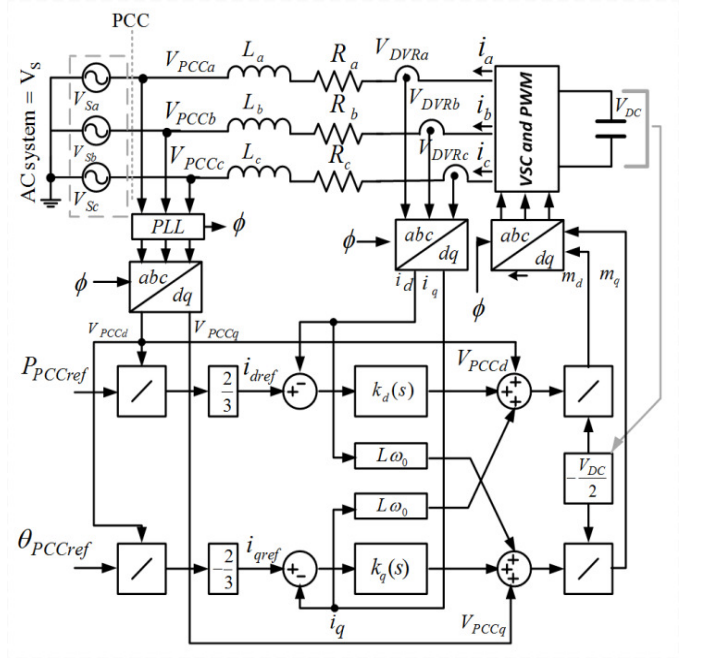 PCC
AC system = V_S
V_Sa
V_Sb
V_Sc
V_PCCa
V_PCCb
V_PCCc
L_a
L_b
L_c
R_a
R_b
R_c
V_DVRa
V_DVRb
V_DVRc
i_a
i_b
i_c
VSC and PWM
V_DC
PLL
ϕ
ϕ
abc
dq
ϕ
abc
dq
ϕ
abc
dq
i_d
i_q
m_d
m_q
V_PCCd
V_PCCq
P_PCCref
/
2/3
i_dref
+
-
k_d(s)
V_PCCd
+
+
+
/
Lω_0
Lω_0
-V_DC/2
θ_PCCref
/
-2/3
i_qref
+
-
k_q(s)
+
+
+
/
i_q
V_PCCq